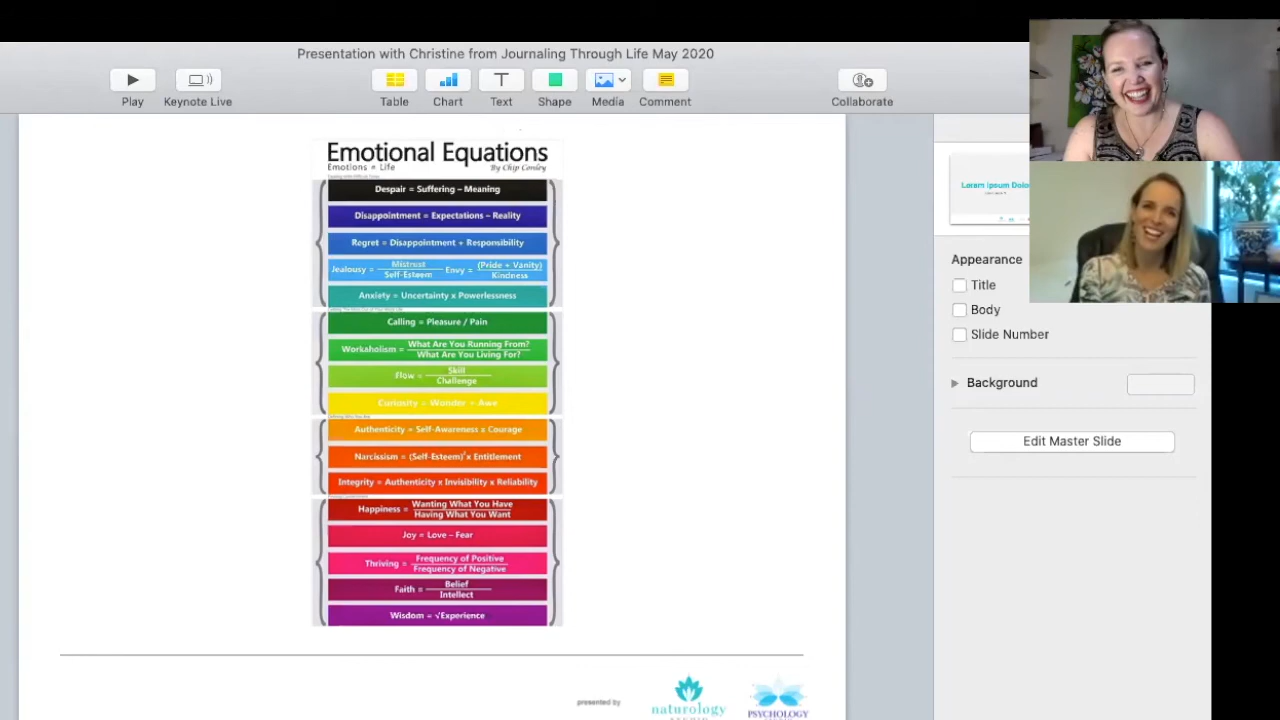 Presentation with Christine from Journaling Through Life May 2020
Play
Keynote Live
Table
Chart
Text
Shape
Media
Comment
Collaborate
Emotional Equations
Emotions = Life
By Chip Conley
Despair = Suffering – Meaning
Disappointment = Expectations – Reality
Regret = Disappointment + Responsibility
Jealousy = Mistrust / Self-Esteem Envy = (Pride + Vanity) / Kindness
Anxiety = Uncertainty x Powerlessness
Calling = Pleasure / Pain
Workaholism = What Are You Running From? / What Are You Living For?
Flow = Skill / Challenge
Curiosity = Wonder + Awe
Authenticity = Self-Awareness x Courage
Narcissism = (Self-Esteem)² x Entitlement
Integrity = Authenticity x Invisibility x Reliability
Happiness = Wanting What You Have / Having What You Want
Joy = Love – Fear
Thriving = Frequency of Positive / Frequency of Negative
Faith = Belief / Intellect
Wisdom = √Experience
presented by
naturology
PSYCHOLOGY
Lorem Ipsum Dolo
Appearance
Title
Body
Slide Number
Background
Edit Master Slide